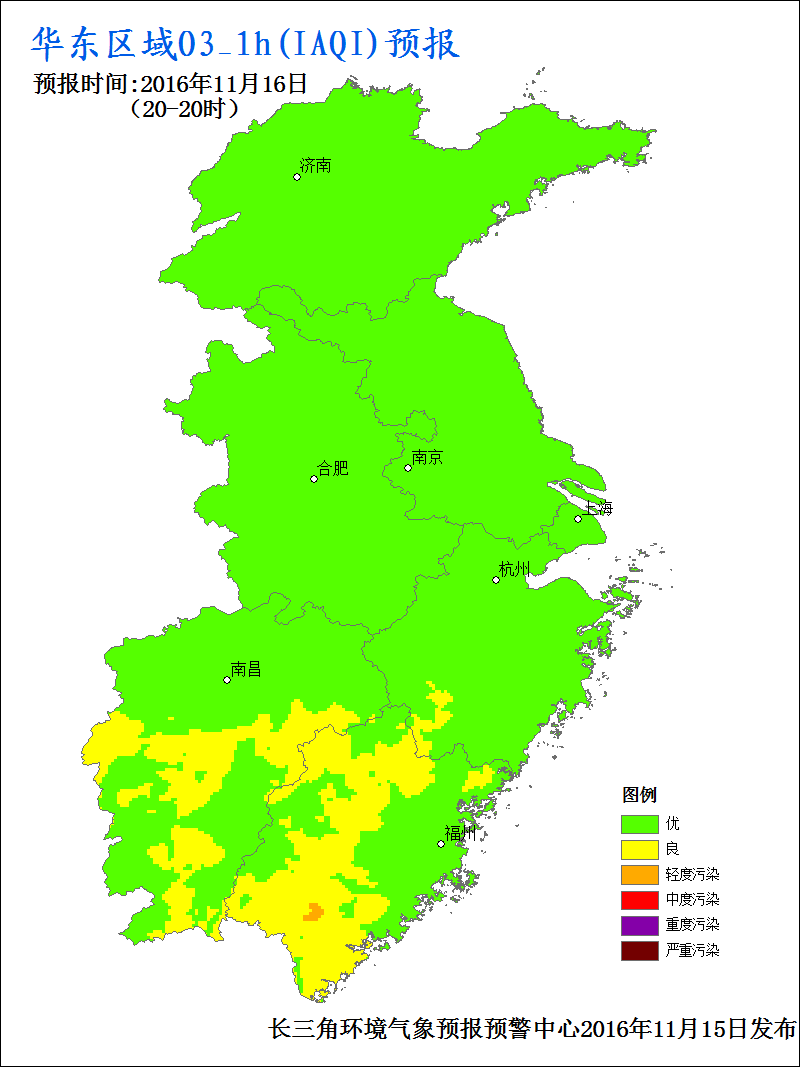 华东区域O3_1h(IAQI)预报
预报时间:2016年11月16日
（20-20时）
济南
南京
合肥
上海
杭州
南昌
福州
图例
优
良
轻度污染
中度污染
重度污染
严重污染
长三角环境气象预报预警中心2016年11月15日发布